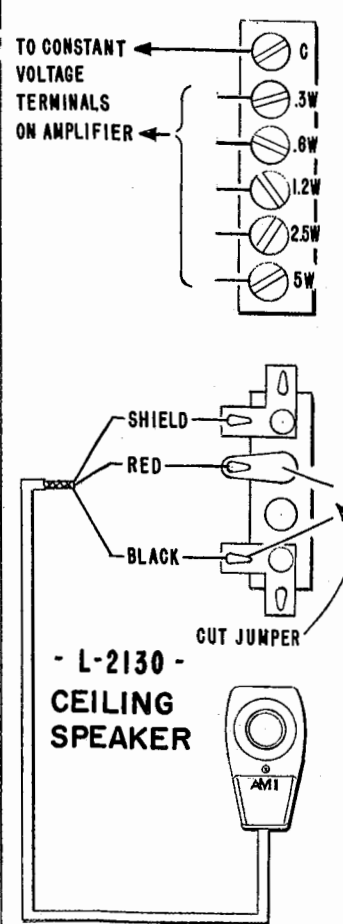 TO CONSTANT
VOLTAGE
TERMINALS
ON AMPLIFIER
C
.3W
.6W
1.2W
2.5W
5W
SHIELD
RED
BLACK
CUT JUMPER
- L-2130 -
CEILING
SPEAKER
AMI